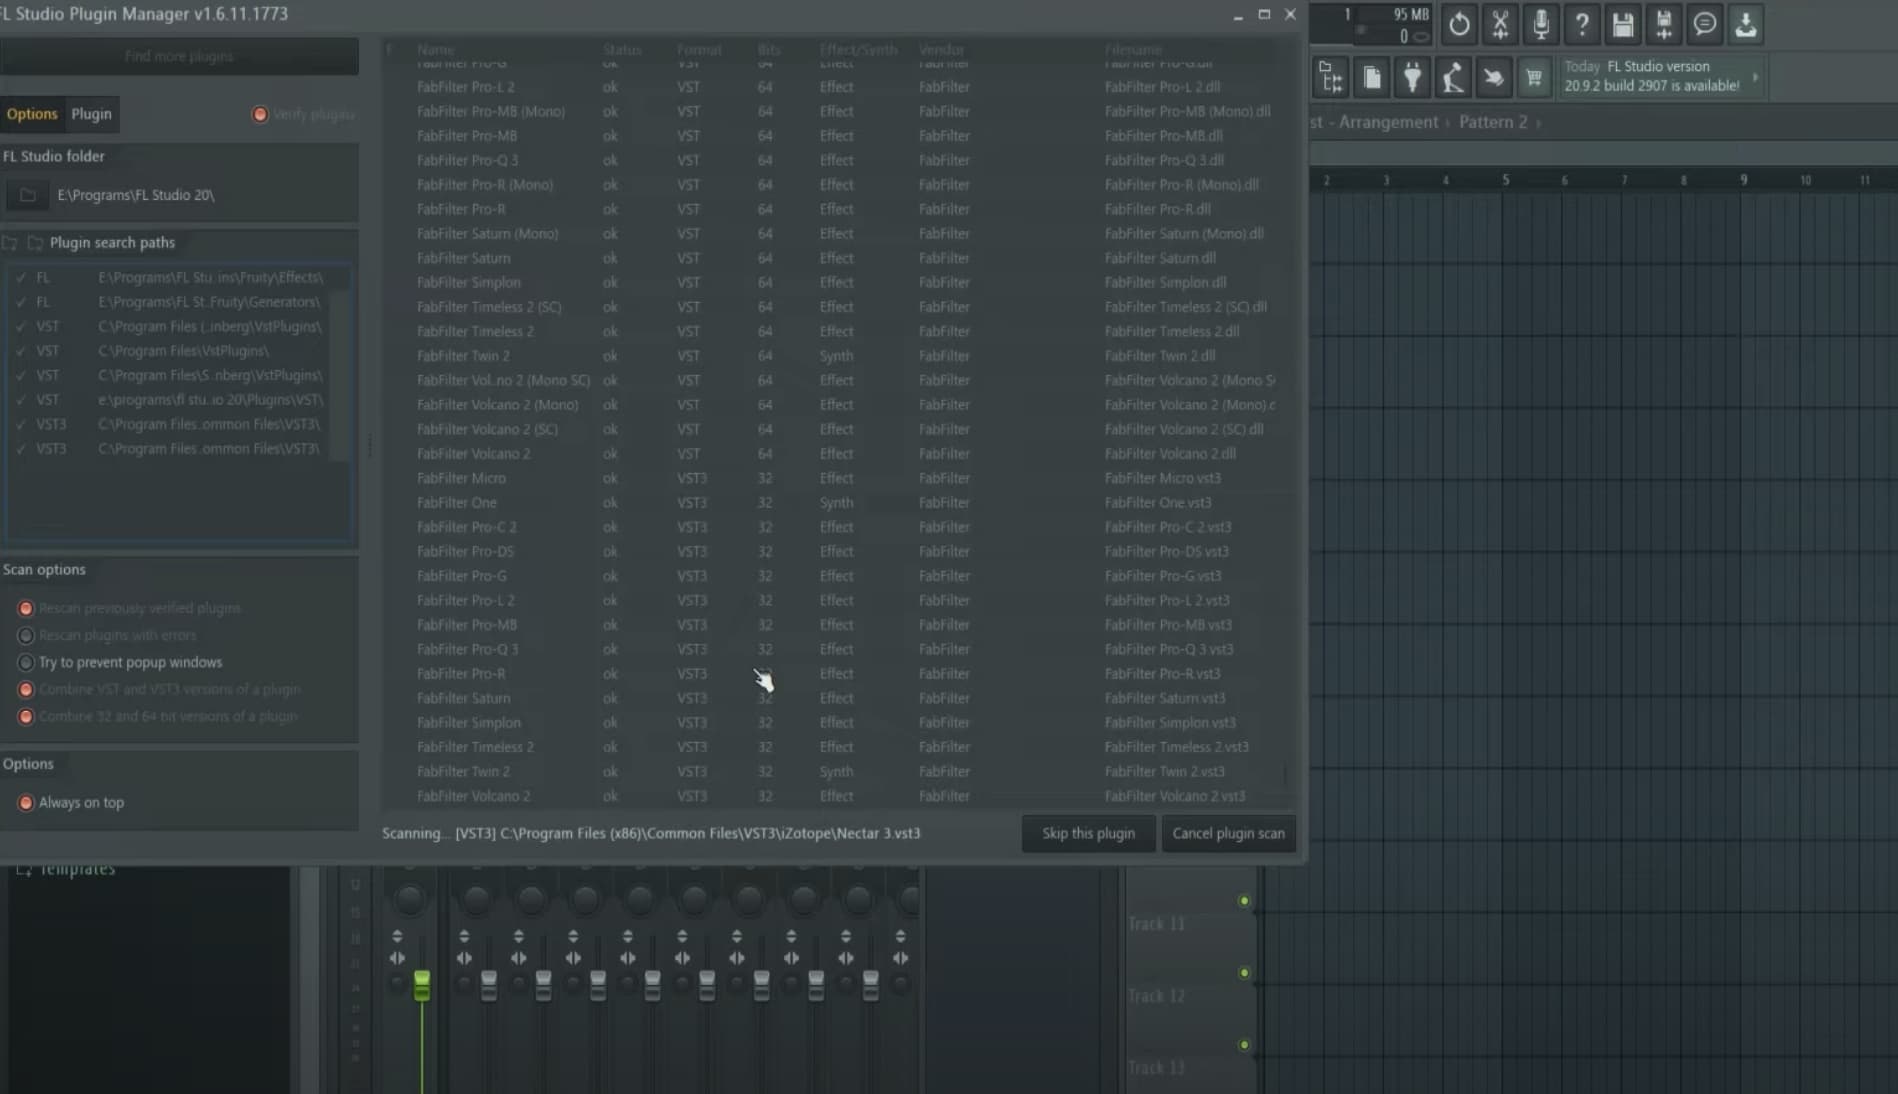 FL Studio Plugin Manager v1.6.11.1773
Find more plugins
Options Plugin Verify plugins
FL Studio folder
E:\Programs\FL Studio 20\
Plugin search paths
FL E:\Programs\FL Stu..ins\Fruity\Effects\
FL E:\Programs\FL St..Fruity\Generators\
VST C:\Program Files (..inberg\VstPlugins\
VST C:\Program Files\VstPlugins\
VST C:\Program Files\S..nberg\VstPlugins\
VST e:\programs\fl stu..io 20\Plugins\VST\
VST3 C:\Program Files..ommon Files\VST3\
VST3 C:\Program Files..ommon Files\VST3\
Scan options
Rescan previously verified plugins
Rescan plugins with errors
Try to prevent popup windows
Combine VST and VST3 versions of a plugin
Combine 32 and 64 bit versions of a plugin
Options
Always on top
F Name Status Format Bits Effect/Synth Vendor Filename
FabFilter Pro-G ok VST 64 Effect FabFilter FabFilter Pro-G.dll
FabFilter Pro-L 2 ok VST 64 Effect FabFilter FabFilter Pro-L 2.dll
FabFilter Pro-MB (Mono) ok VST 64 Effect FabFilter FabFilter Pro-MB (Mono).dll
FabFilter Pro-MB ok VST 64 Effect FabFilter FabFilter Pro-MB.dll
FabFilter Pro-Q 3 ok VST 64 Effect FabFilter FabFilter Pro-Q 3.dll
FabFilter Pro-R (Mono) ok VST 64 Effect FabFilter FabFilter Pro-R (Mono).dll
FabFilter Pro-R ok VST 64 Effect FabFilter FabFilter Pro-R.dll
FabFilter Saturn (Mono) ok VST 64 Effect FabFilter FabFilter Saturn (Mono).dll
FabFilter Saturn ok VST 64 Effect FabFilter FabFilter Saturn.dll
FabFilter Simplon ok VST 64 Effect FabFilter FabFilter Simplon.dll
FabFilter Timeless 2 (SC) ok VST 64 Effect FabFilter FabFilter Timeless 2 (SC).dll
FabFilter Timeless 2 ok VST 64 Effect FabFilter FabFilter Timeless 2.dll
FabFilter Twin 2 ok VST 64 Synth FabFilter FabFilter Twin 2.dll
FabFilter Vol..no 2 (Mono SC) ok VST 64 Effect FabFilter FabFilter Volcano 2 (Mono S
FabFilter Volcano 2 (Mono) ok VST 64 Effect FabFilter FabFilter Volcano 2 (Mono).c
FabFilter Volcano 2 (SC) ok VST 64 Effect FabFilter FabFilter Volcano 2 (SC).dll
FabFilter Volcano 2 ok VST 64 Effect FabFilter FabFilter Volcano 2.dll
FabFilter Micro ok VST3 32 Effect FabFilter FabFilter Micro.vst3
FabFilter One ok VST3 32 Synth FabFilter FabFilter One.vst3
FabFilter Pro-C 2 ok VST3 32 Effect FabFilter FabFilter Pro-C 2.vst3
FabFilter Pro-DS ok VST3 32 Effect FabFilter FabFilter Pro-DS.vst3
FabFilter Pro-G ok VST3 32 Effect FabFilter FabFilter Pro-G.vst3
FabFilter Pro-L 2 ok VST3 32 Effect FabFilter FabFilter Pro-L 2.vst3
FabFilter Pro-MB ok VST3 32 Effect FabFilter FabFilter Pro-MB.vst3
FabFilter Pro-Q 3 ok VST3 32 Effect FabFilter FabFilter Pro-Q 3.vst3
FabFilter Pro-R ok VST3 Effect FabFilter FabFilter Pro-R.vst3
FabFilter Saturn ok VST3 32 Effect FabFilter FabFilter Saturn.vst3
FabFilter Simplon ok VST3 32 Effect FabFilter FabFilter Simplon.vst3
FabFilter Timeless 2 ok VST3 32 Effect FabFilter FabFilter Timeless 2.vst3
FabFilter Twin 2 ok VST3 32 Synth FabFilter FabFilter Twin 2.vst3
FabFilter Volcano 2 ok VST3 32 Effect FabFilter FabFilter Volcano 2.vst3
Scanning... [VST3] C:\Program Files (x86)\Common Files\VST3\iZotope\Nectar 3.vst3
Skip this plugin Cancel plugin scan
1 95 MB
0
Today FL Studio version
20.9.2 build 2907 is available!
st - Arrangement › Pattern 2 ›
2 3 4 5 6 7 8 9 10 11
Templates
Track 11
Track 12
Track 13